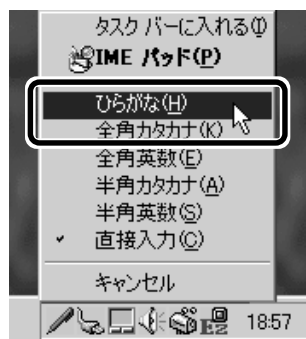 タスク バーに入れる(I)
IME パッド(P)
ひらがな(H)
全角カタカナ(K)
全角英数(E)
半角カタカナ(A)
半角英数(S)
直接入力(C)
キャンセル
18:57